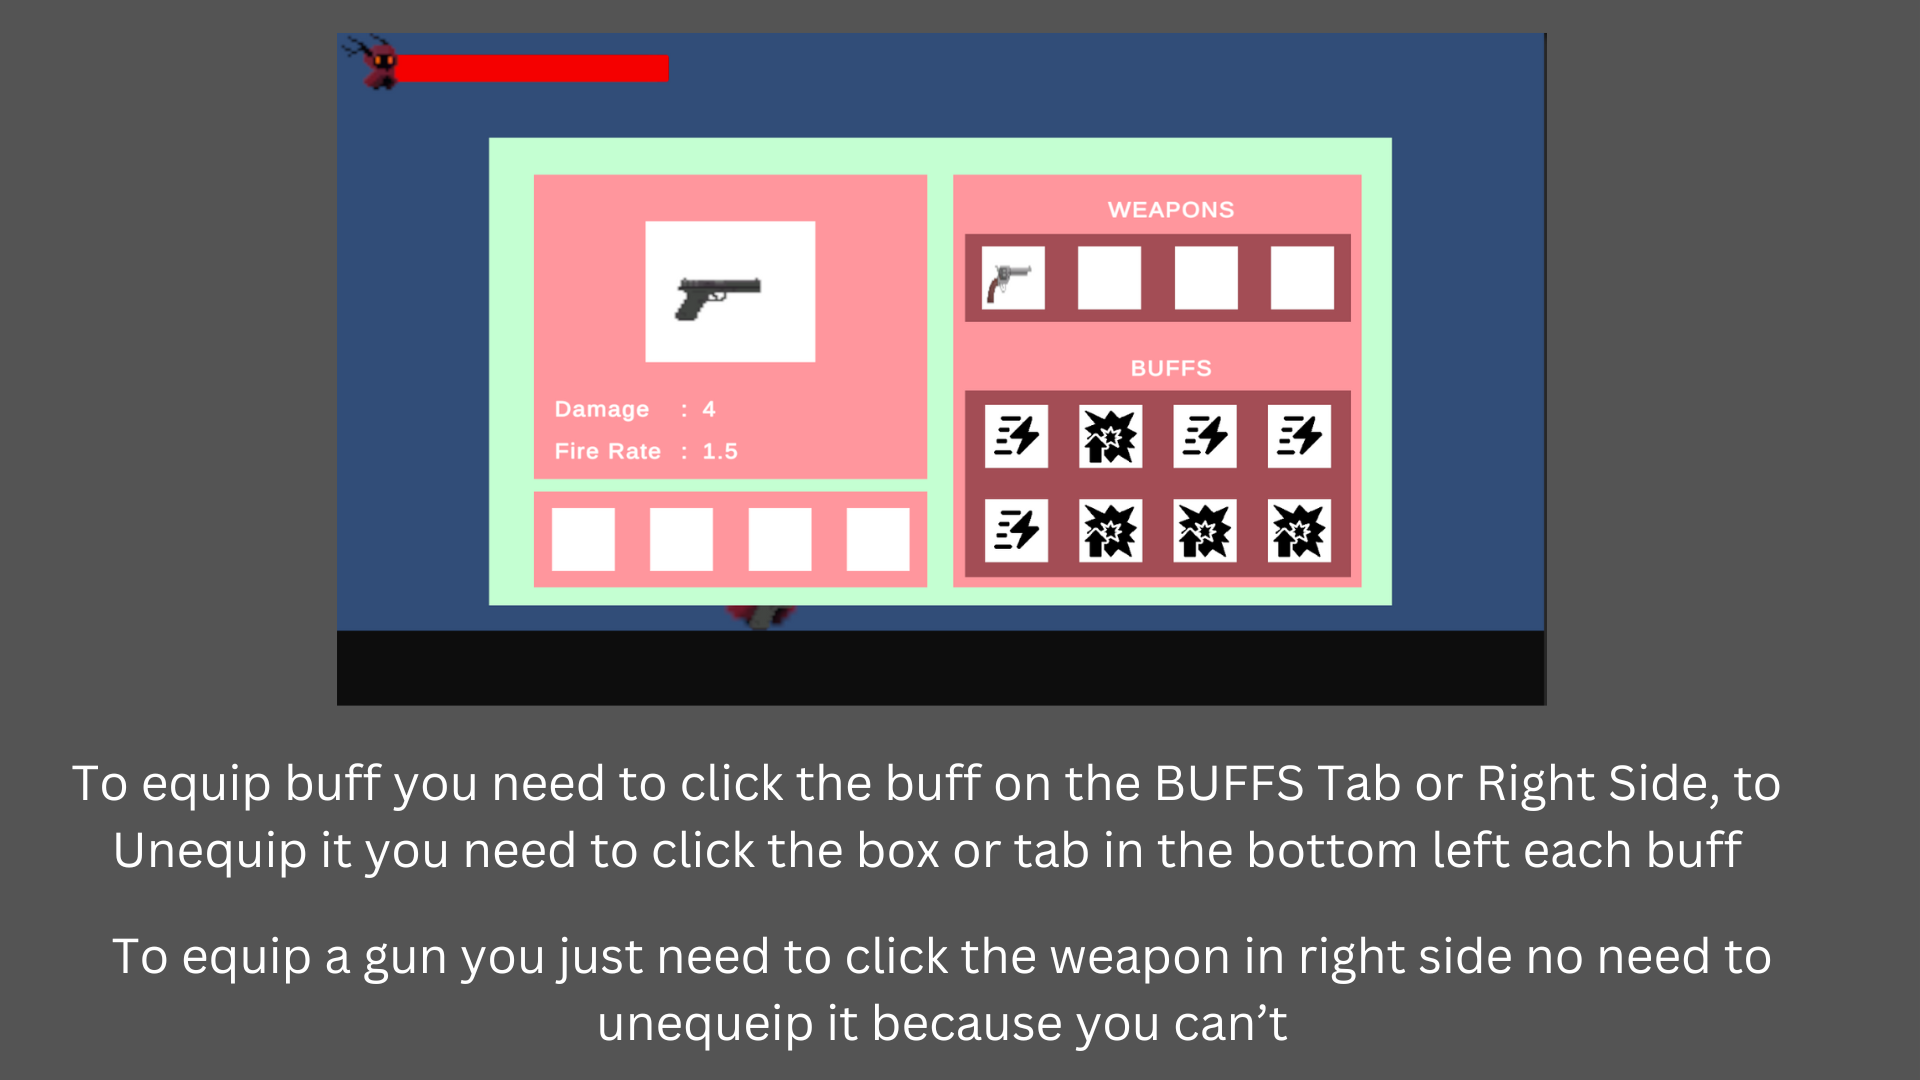 WEAPONS
BUFFS
Damage : 4
Fire Rate : 1.5
To equip buff you need to click the buff on the BUFFS Tab or Right Side, to
Unequip it you need to click the box or tab in the bottom left each buff
To equip a gun you just need to click the weapon in right side no need to
unequeip it because you can’t